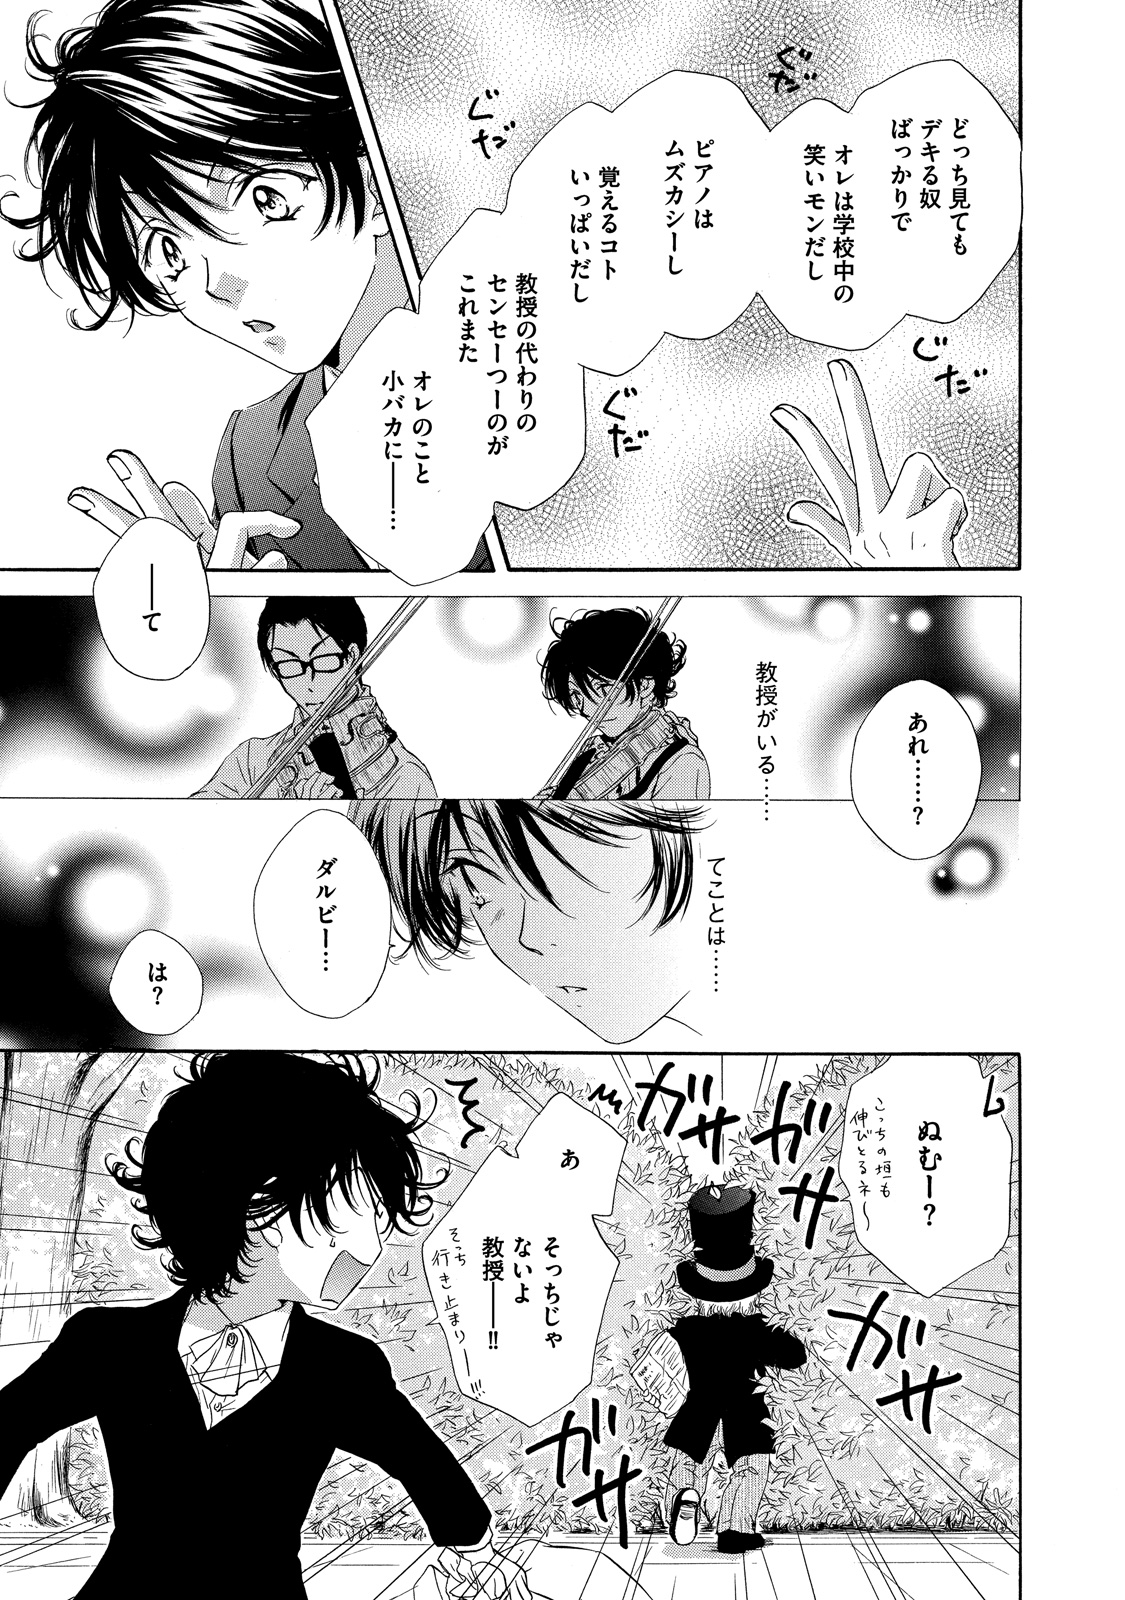 どっち見ても
デキる奴
ばっかりで
オレは学校中の
笑いモンだし
ピアノは
ムズカシーし
覚えるコト
いっぱいだし
教授の代わりの
センセーつーのが
これまた
オレのこと
小バカに――…
ぐだ
ぐだ
ぐだ
ぐだ
――て
あれ……?
教授がいる……
てことは……
ダルビー…
は?
ぬむー?
こっちの垣も
伸びとるネ〜
ガサ
ガサ
ガサ
ガサ
あ
そっちじゃ
ないよ
教授――!!
そっち
行き止まりー!!!